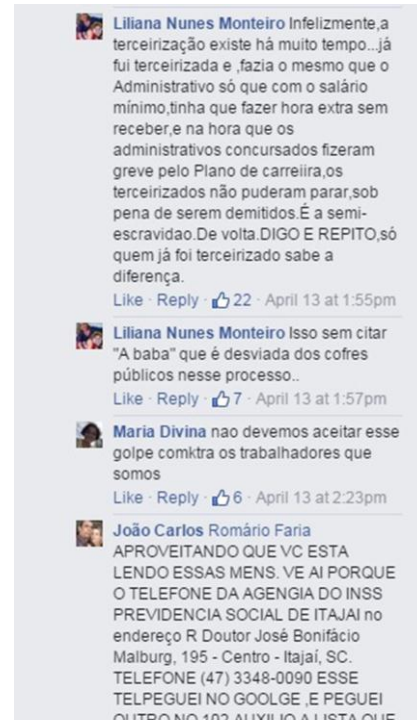 Liliana Nunes Monteiro Infelizmente,a
terceirização existe há muito tempo...já
fui terceirizada e ,fazia o mesmo que o
Administrativo só que com o salário
mínimo,tinha que fazer hora extra sem
receber,e na hora que os
administrativos concursados fizeram
greve pelo Plano de carreiira,os
terceirizados não puderam parar,sob
pena de serem demitidos.É a semi-
escravidao.De volta.DIGO E REPITO,só
quem já foi terceirizado sabe a
diferença.
Like · Reply · 22 · April 13 at 1:55pm
Liliana Nunes Monteiro Isso sem citar
"A baba" que é desviada dos cofres
públicos nesse processo..
Like · Reply · 7 · April 13 at 1:57pm
Maria Divina nao devemos aceitar esse
golpe comktra os trabalhadores que
somos
Like · Reply · 6 · April 13 at 2:23pm
João Carlos Romário Faria
APROVEITANDO QUE VC ESTA
LENDO ESSAS MENS. VE AI PORQUE
O TELEFONE DA AGENGIA DO INSS
PREVIDENCIA SOCIAL DE ITAJAI no
endereço R Doutor José Bonifácio
Malburg, 195 - Centro - Itajaí, SC.
TELEFONE (47) 3348-0090 ESSE
TELPEGUEI NO GOOLGE ,E PEGUEI
OUTRO NO 102 AUXILIO A LISTA QUE